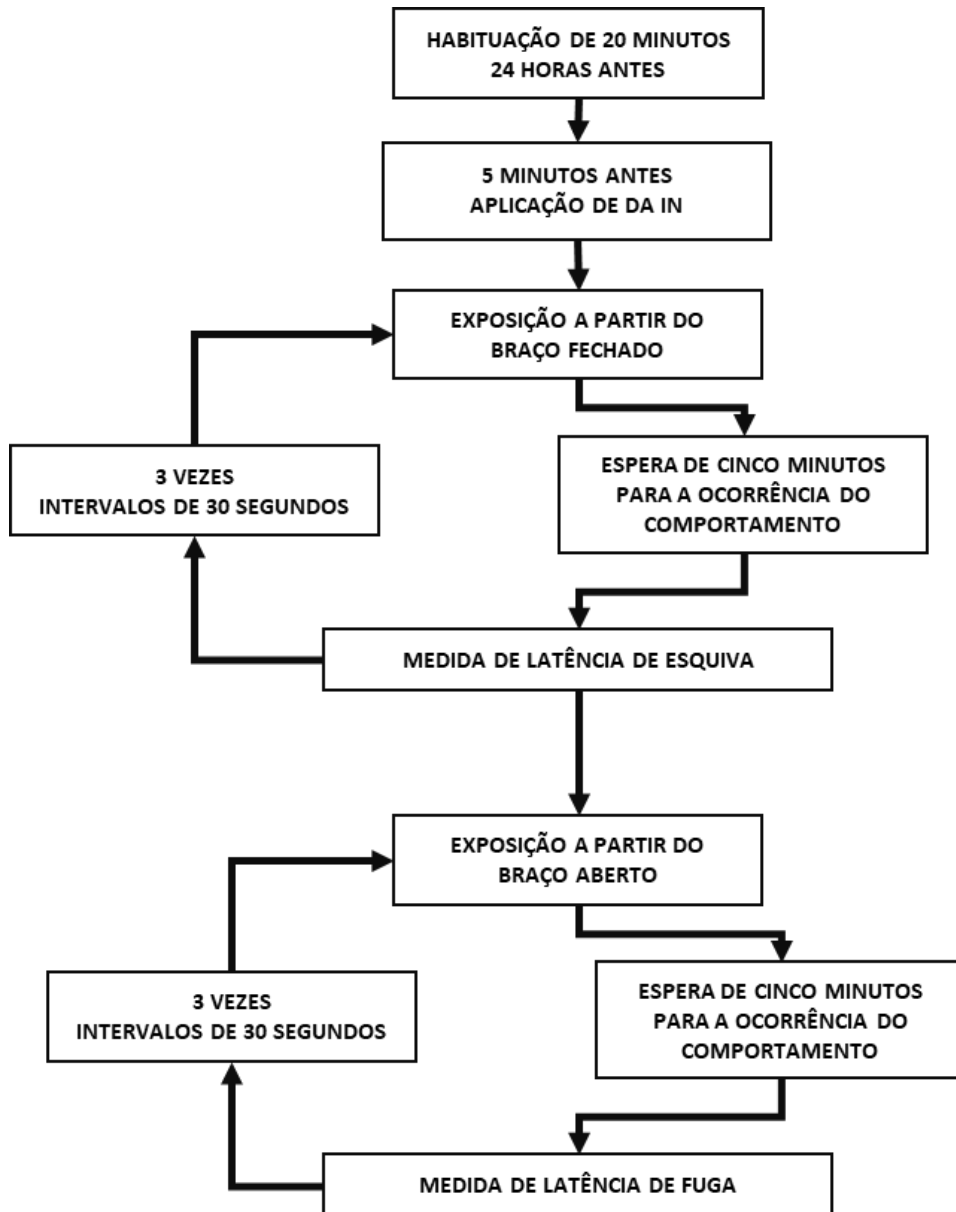 HABITUAÇÃO DE 20 MINUTOS
24 HORAS ANTES
5 MINUTOS ANTES
APLICAÇÃO DE DA IN
EXPOSIÇÃO A PARTIR DO
BRAÇO FECHADO
3 VEZES
INTERVALOS DE 30 SEGUNDOS
ESPERA DE CINCO MINUTOS
PARA A OCORRÊNCIA DO
COMPORTAMENTO
MEDIDA DE LATÊNCIA DE ESQUIVA
EXPOSIÇÃO A PARTIR DO
BRAÇO ABERTO
3 VEZES
INTERVALOS DE 30 SEGUNDOS
ESPERA DE CINCO MINUTOS
PARA A OCORRÊNCIA DO
COMPORTAMENTO
MEDIDA DE LATÊNCIA DE FUGA